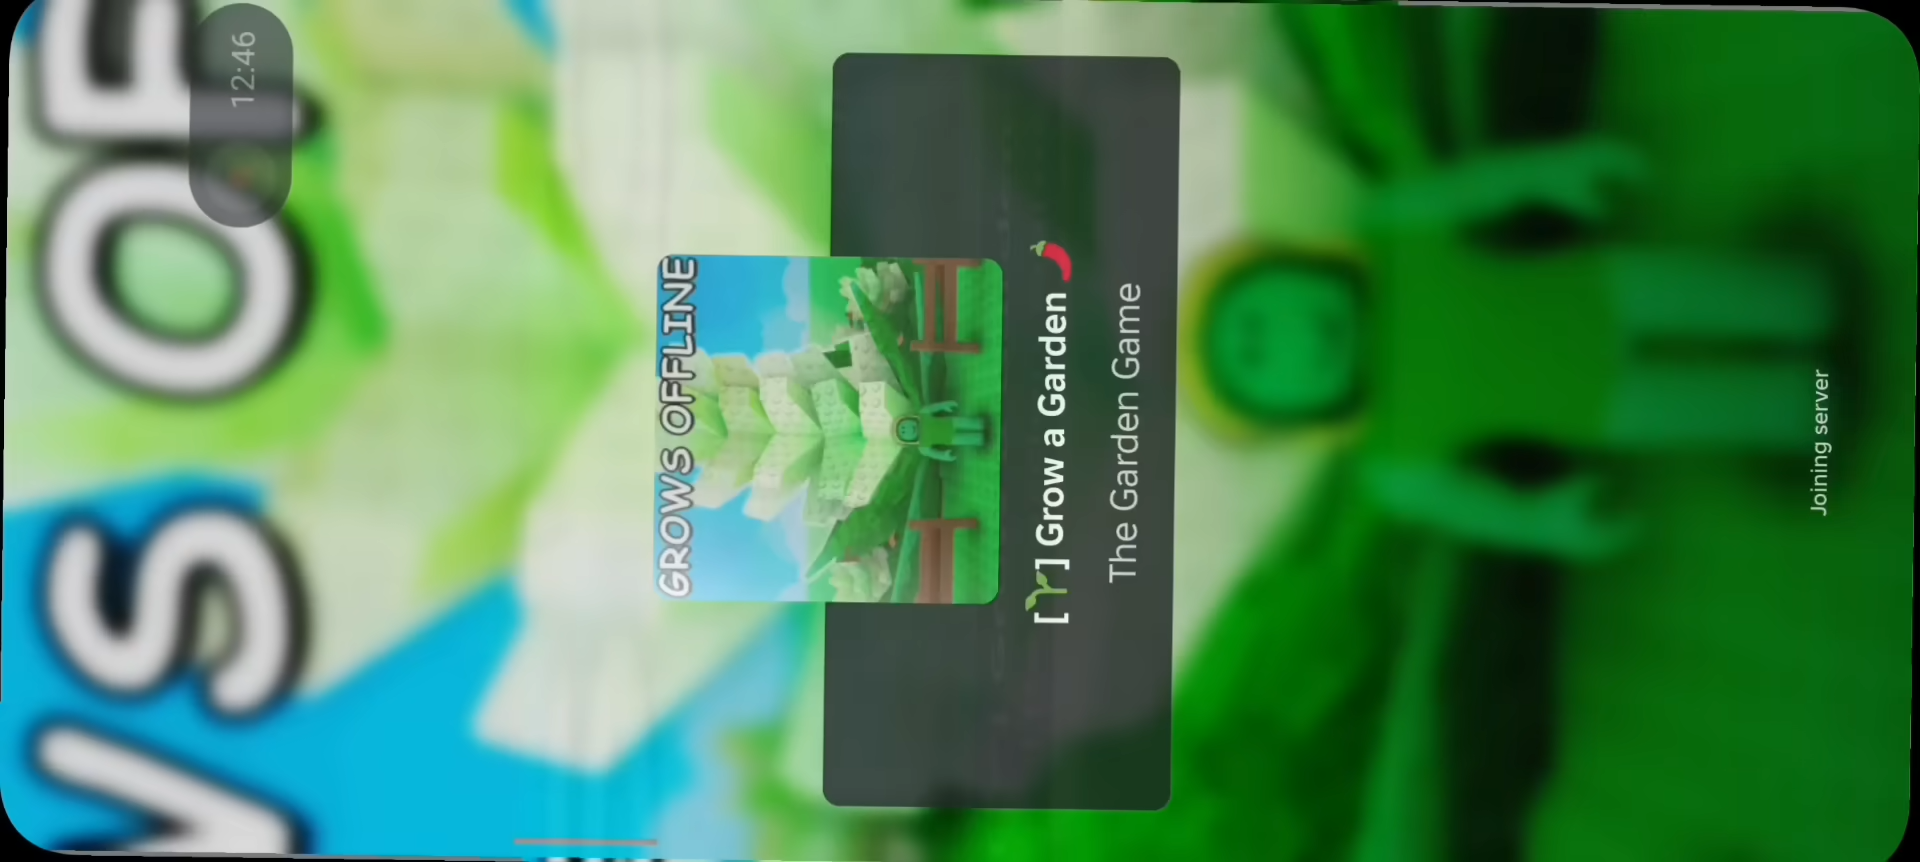 12:46
GROWS OFFLINE
[🌱] Grow a Garden 🌶️
The Garden Game
Joining server